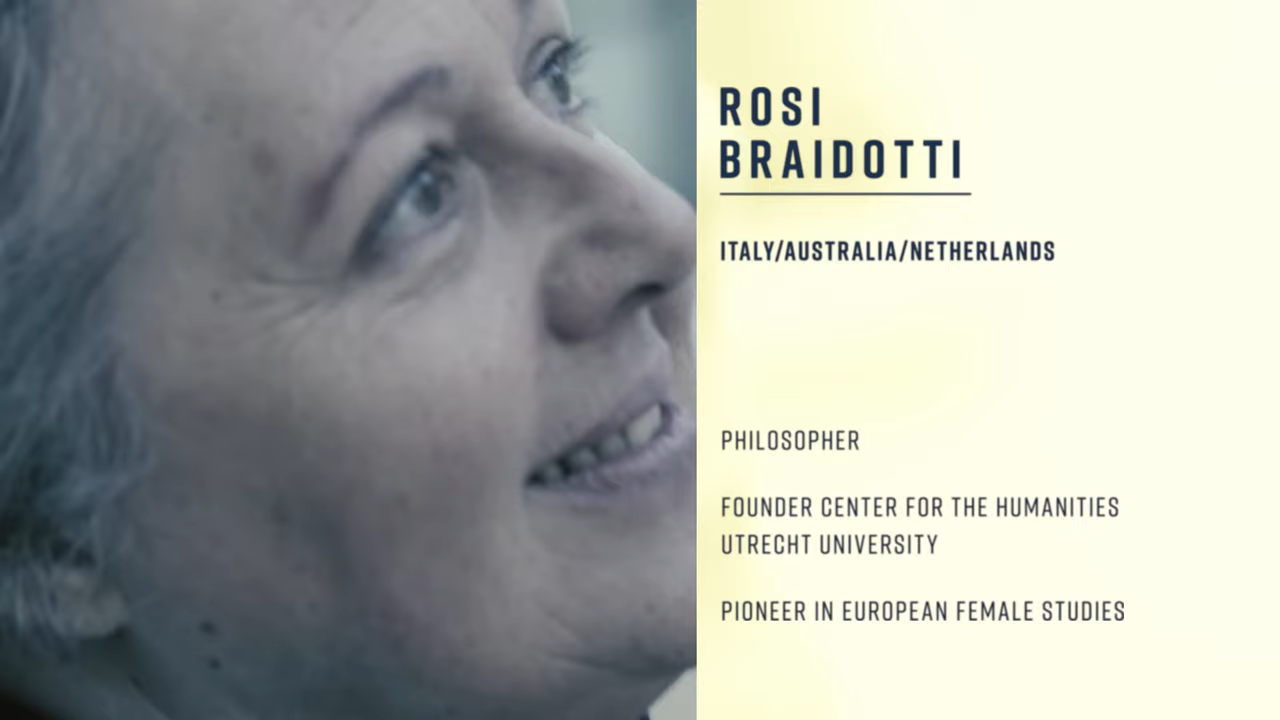 ROSI
BRAIDOTTI
ITALY/AUSTRALIA/NETHERLANDS
PHILOSOPHER
FOUNDER CENTER FOR THE HUMANITIES
UTRECHT UNIVERSITY
PIONEER IN EUROPEAN FEMALE STUDIES